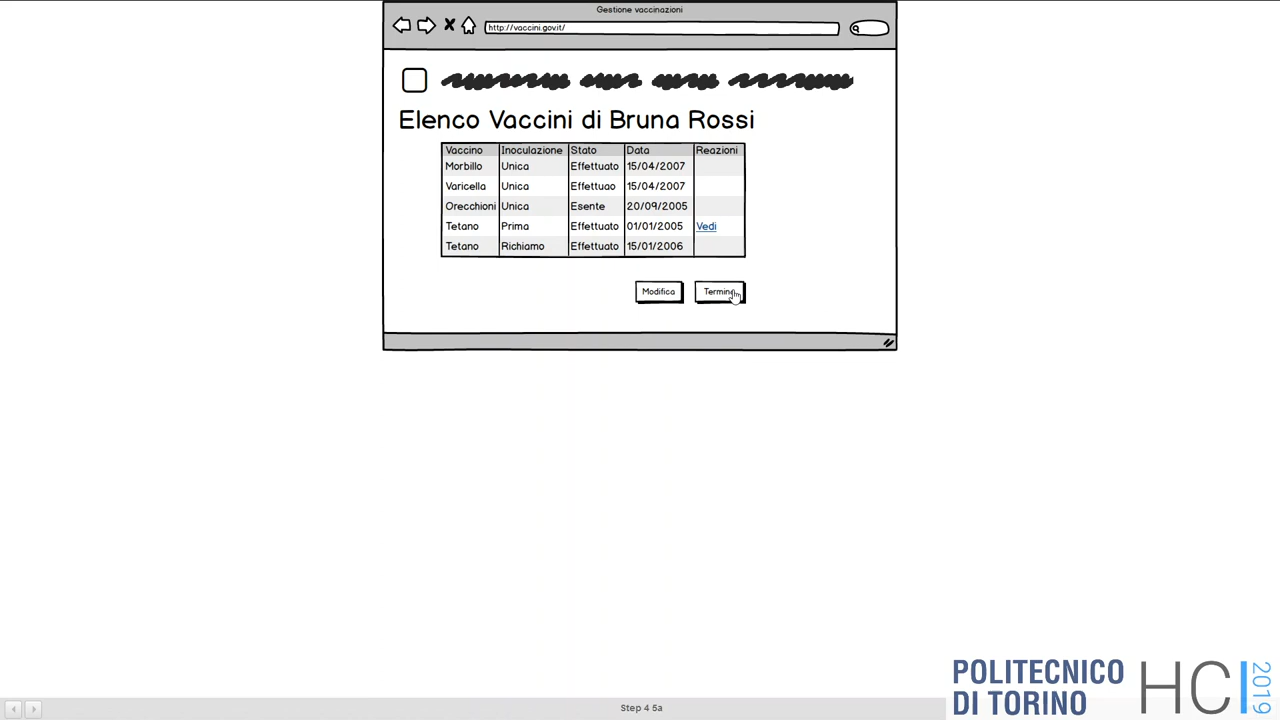 Gestione vaccinazioni
http://vaccini.gov.it/
Elenco Vaccini di Bruna Rossi
Vaccino Inoculazione Stato Data Reazioni
Morbillo Unica Effettuato 15/04/2007
Varicella Unica Effettuao 15/04/2007
Orecchioni Unica Esente 20/09/2005
Tetano Prima Effettuato 01/01/2005 Vedi
Tetano Richiamo Effettuato 15/01/2006
Modifica Termina
Step 4 5a
POLITECNICO
DI TORINO
HCI 2019